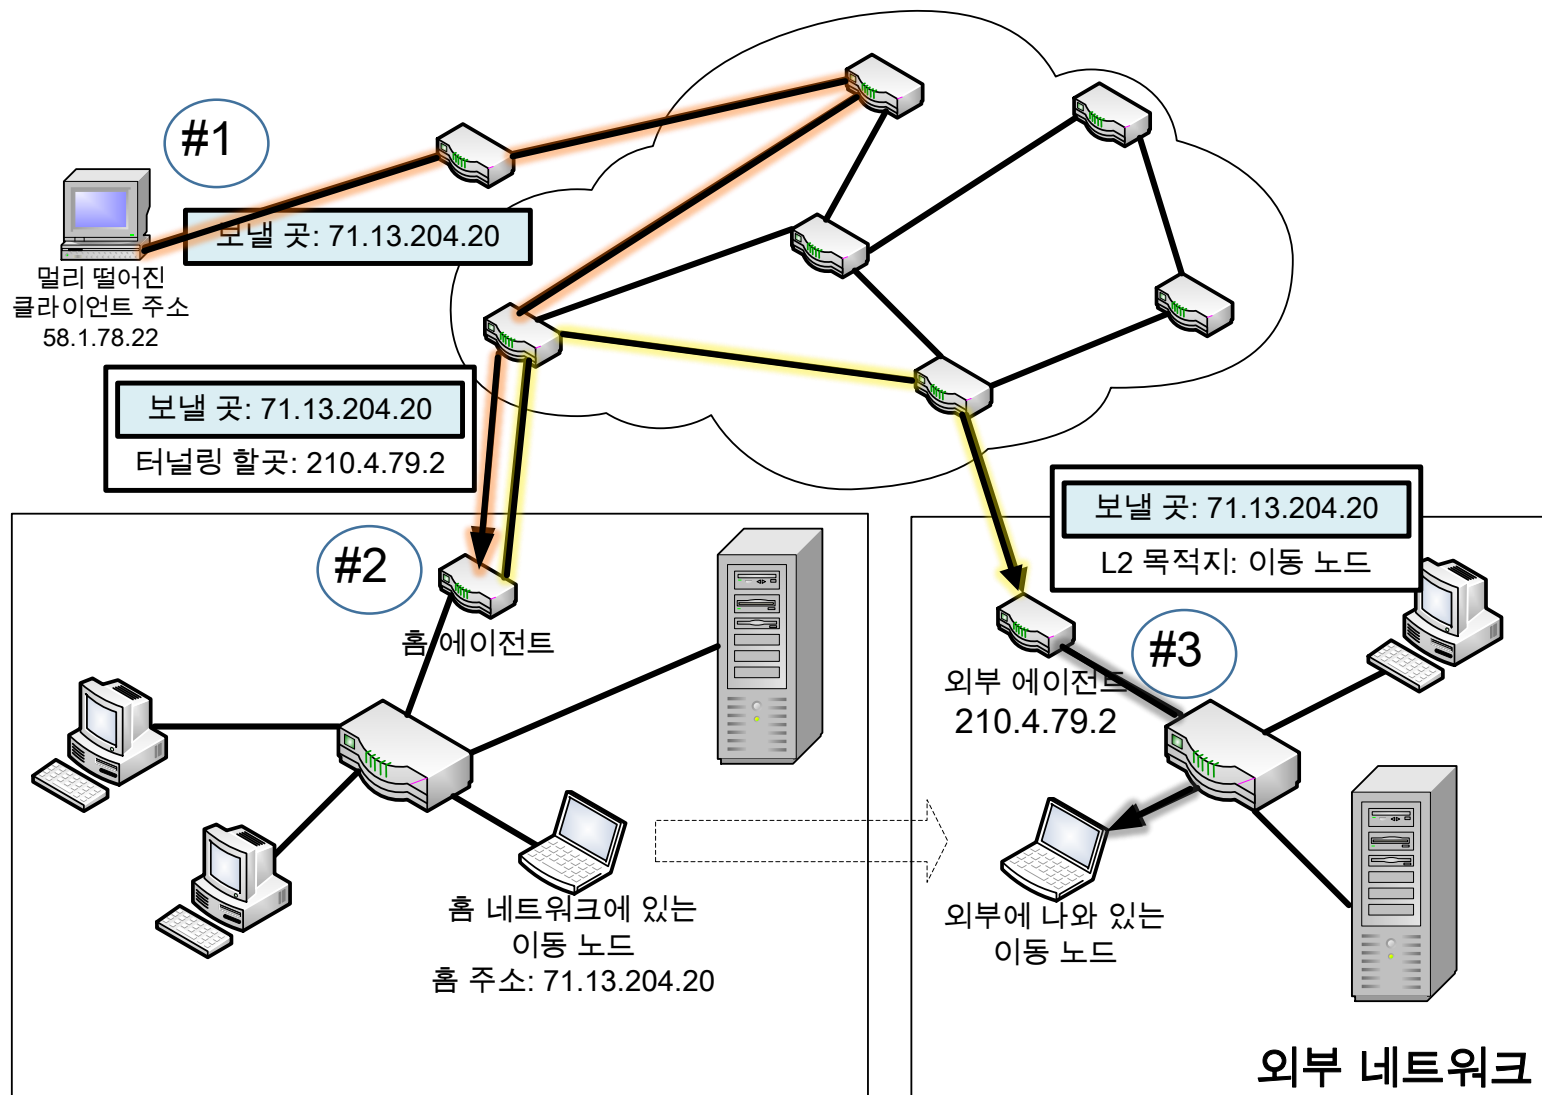 #1
보낼 곳: 71.13.204.20
멀리 떨어진
클라이언트 주소
58.1.78.22
보낼 곳: 71.13.204.20
터널링 할곳: 210.4.79.2
보낼 곳: 71.13.204.20
L2 목적지: 이동 노드
#2
홈 에이전트
#3
외부 에이전트
210.4.79.2
홈 네트워크에 있는
이동 노드
홈 주소: 71.13.204.20
외부에 나와 있는
이동 노드
외부 네트워크